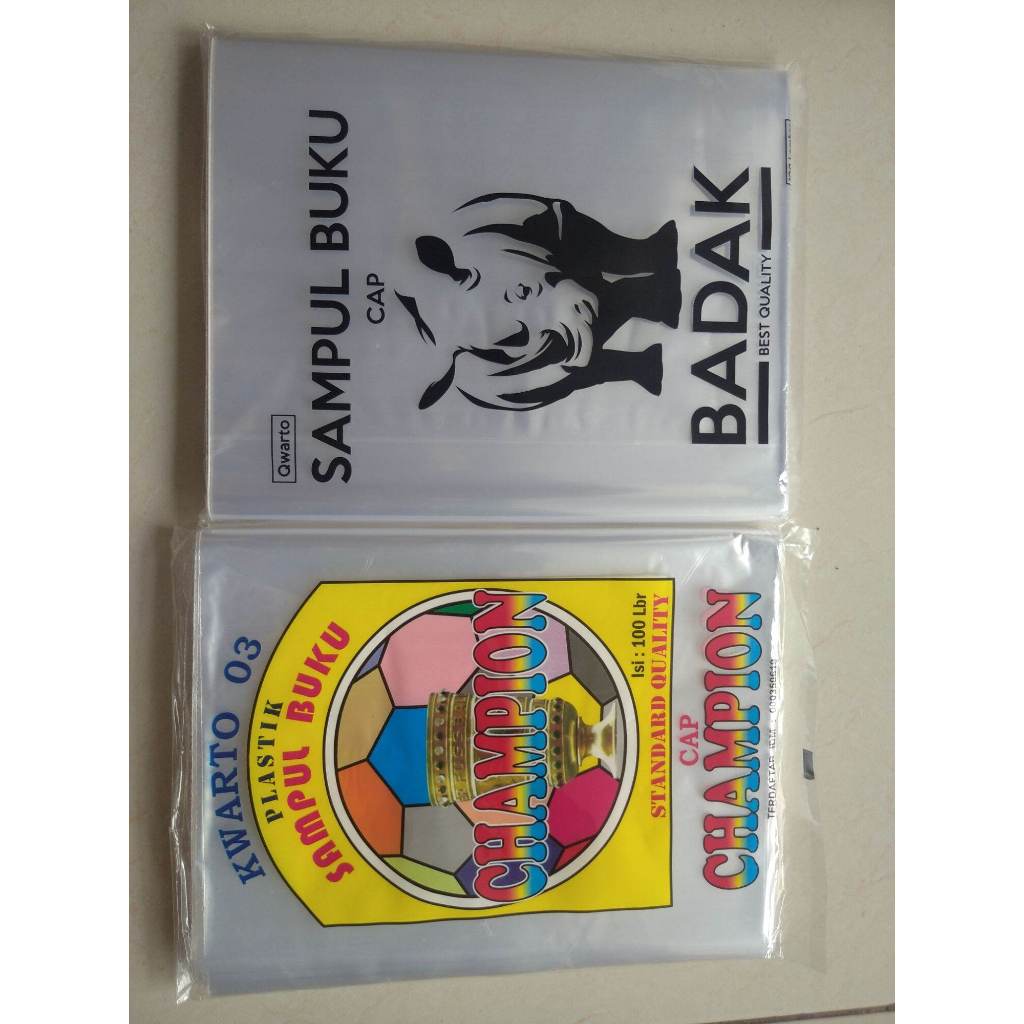 KWARTO 03
PLASTIK
SAMPUL BUKU
CHAMPION
Isi : 100 Lbr
STANDARD QUALITY
CAP
CHAMPION
Qwarto
SAMPUL BUKU
CAP
BADAK
BEST QUALITY